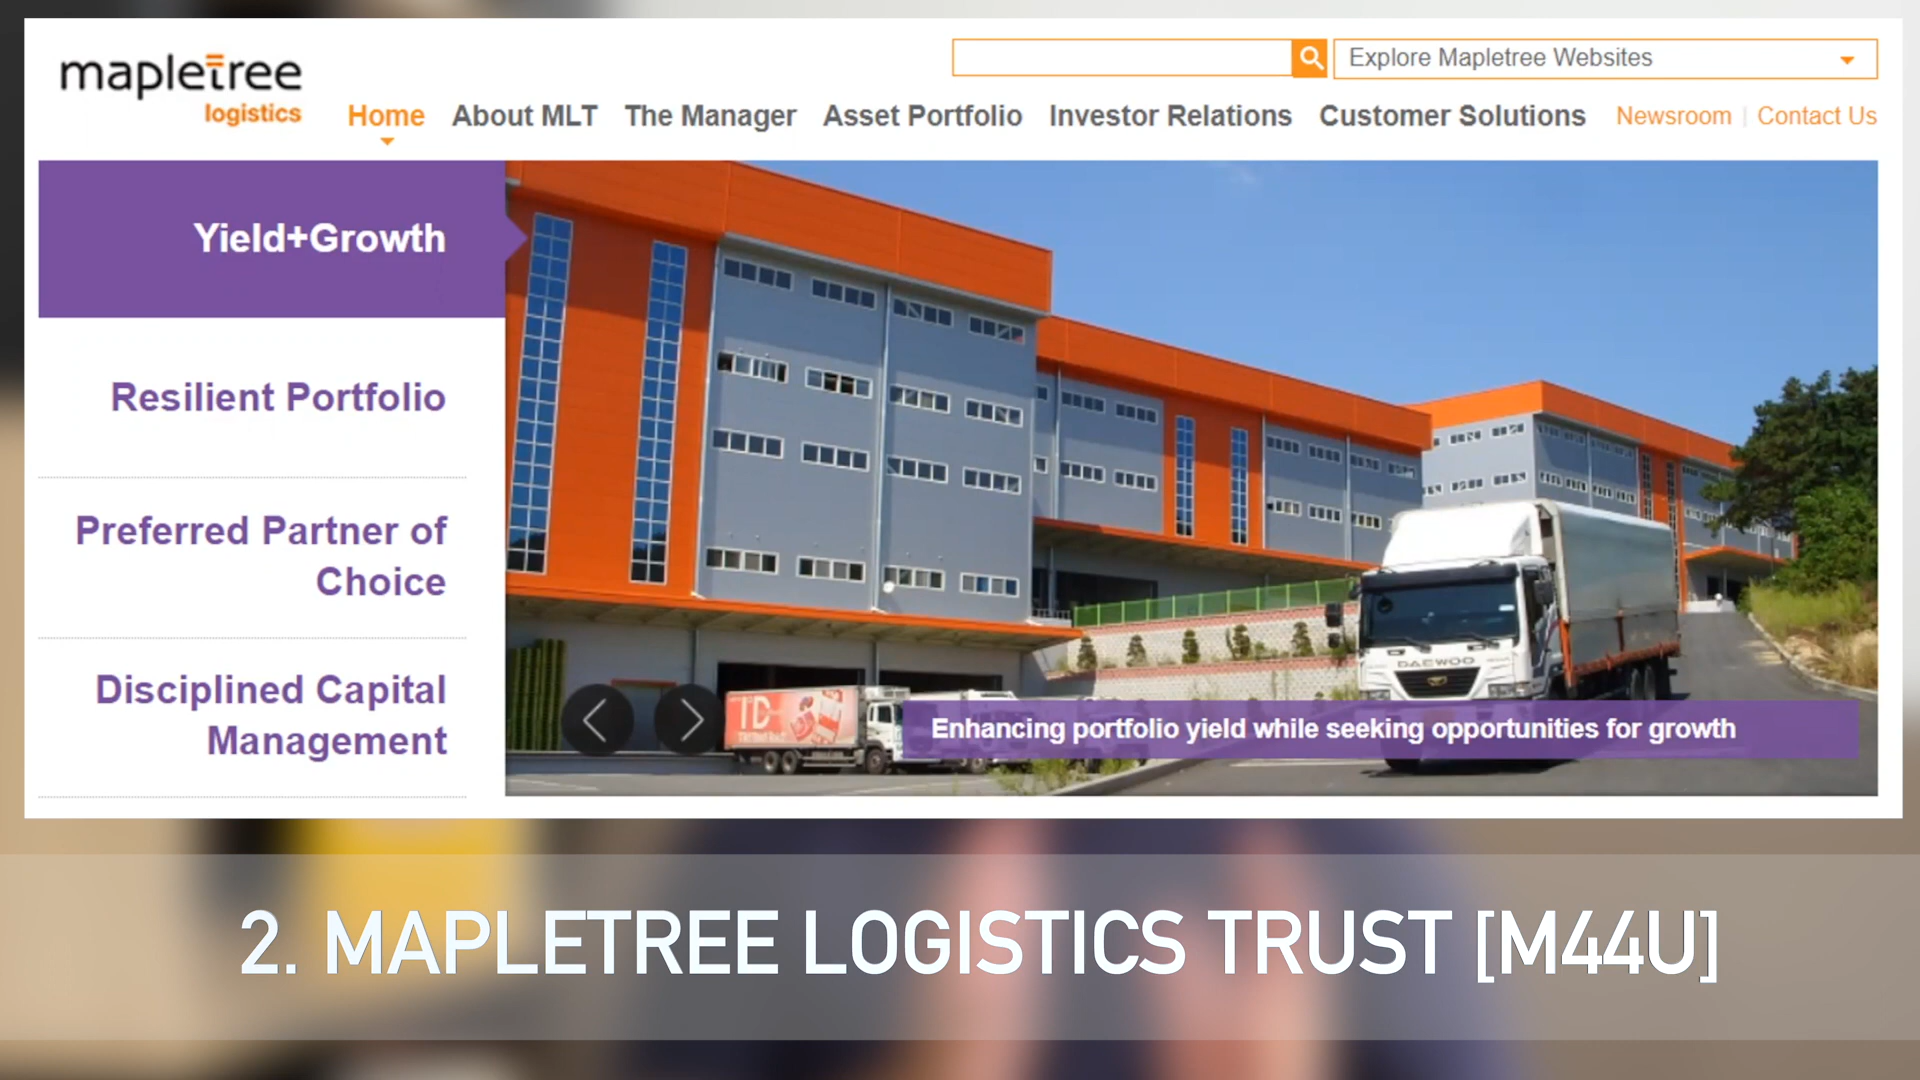 mapletree
logistics
Explore Mapletree Websites
Home About MLT The Manager Asset Portfolio Investor Relations Customer Solutions Newsroom | Contact Us
Yield+Growth
Resilient Portfolio
Preferred Partner of
Choice
Disciplined Capital
Management
DAEWOO
TD
Enhancing portfolio yield while seeking opportunities for growth
2. MAPLETREE LOGISTICS TRUST [M44U]